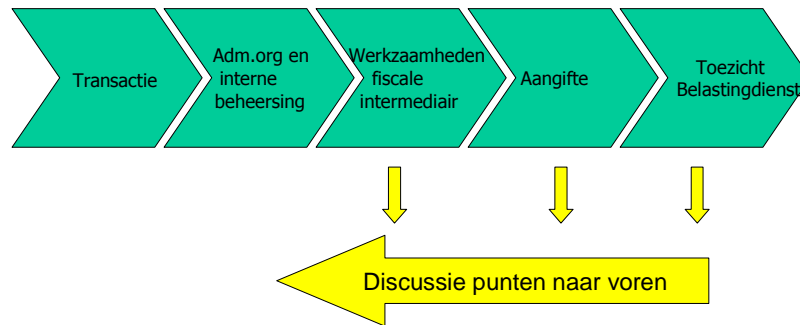 Transactie
Adm.org en
interne
beheersing
Werkzaamheden
fiscale
intermediair
Aangifte
Toezicht
Belastingdienst
Discussie punten naar voren